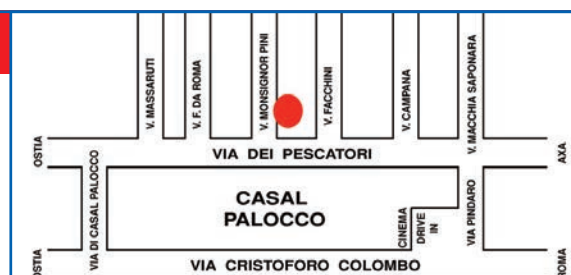 V. MASSARUTI
V. F. DA ROMA
V. MONSIGNOR PINI
V. FACCHINI
V. CAMPANA
V. MACCHIA SAPONARA
OSTIA
VIA DEI PESCATORI
AXA
VIA DI CASAL PALOCCO
CASAL
PALOCCO
CINEMA
DRIVE
IN
VIA PINDARO
OSTIA
VIA CRISTOFORO COLOMBO
ROMA